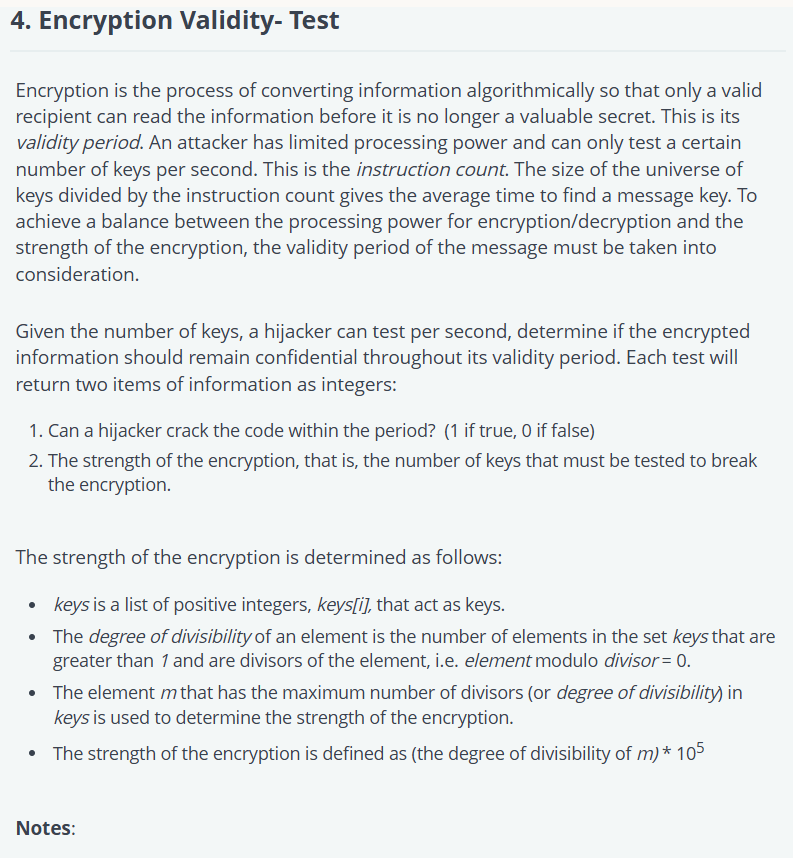 4. Encryption Validity- Test
Encryption is the process of converting information algorithmically so that only a valid
recipient can read the information before it is no longer a valuable secret. This is its
validity period. An attacker has limited processing power and can only test a certain
number of keys per second. This is the instruction count. The size of the universe of
keys divided by the instruction count gives the average time to find a message key. To
achieve a balance between the processing power for encryption/decryption and the
strength of the encryption, the validity period of the message must be taken into
consideration.
Given the number of keys, a hijacker can test per second, determine if the encrypted
information should remain confidential throughout its validity period. Each test will
return two items of information as integers:
1. Can a hijacker crack the code within the period? (1 if true, 0 if false)
2. The strength of the encryption, that is, the number of keys that must be tested to break
the encryption.
The strength of the encryption is determined as follows:
• keys is a list of positive integers, keys[i], that act as keys.
• The degree of divisibility of an element is the number of elements in the set keys that are
greater than 1 and are divisors of the element, i.e. element modulo divisor = 0.
• The element m that has the maximum number of divisors (or degree of divisibility) in
keys is used to determine the strength of the encryption.
• The strength of the encryption is defined as (the degree of divisibility of m) * 10⁵
Notes: